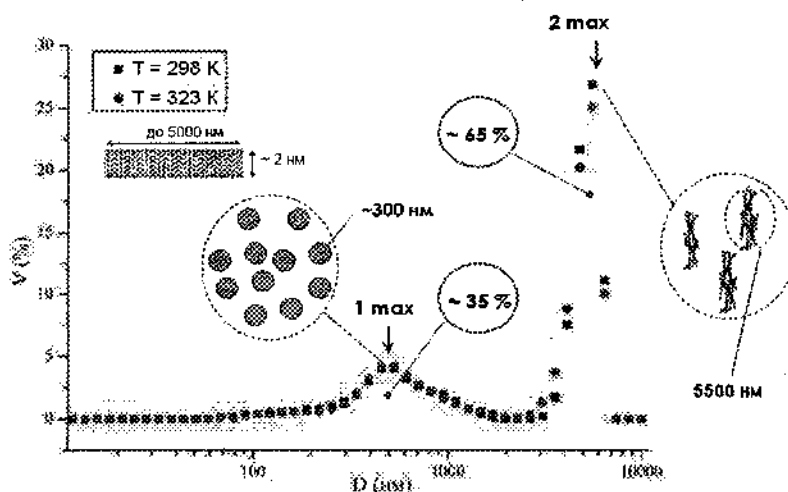 2 max
30
■ T = 298 K
● T = 323 K
25
до 5000 нм
~ 65 %
~ 2 нм
20
~300 нм
V (%)
15
~ 35 %
10
1 max
5
5500 нм
0
100
1000
10000
D (нм)